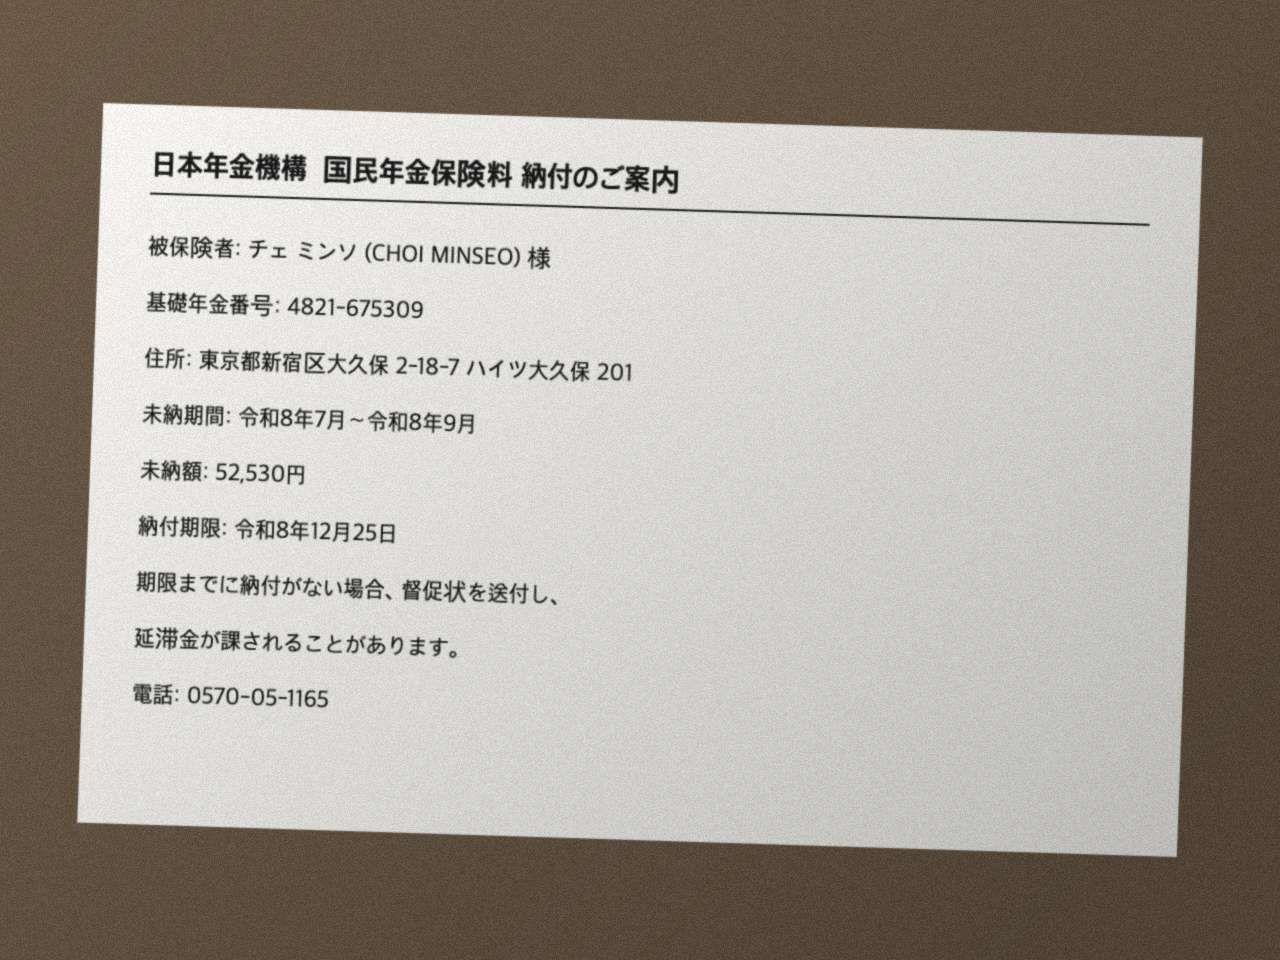 日本年金機構 国民年金保険料 納付のご案内
被保険者: チェ ミンソ (CHOI MINSEO) 様
基礎年金番号: 4821-675309
住所: 東京都新宿区大久保 2-18-7 ハイツ大久保 201
未納期間: 令和8年7月～令和8年9月
未納額: 52,530円
納付期限: 令和8年12月25日
期限までに納付がない場合、督促状を送付し、
延滞金が課されることがあります。
電話: 0570-05-1165